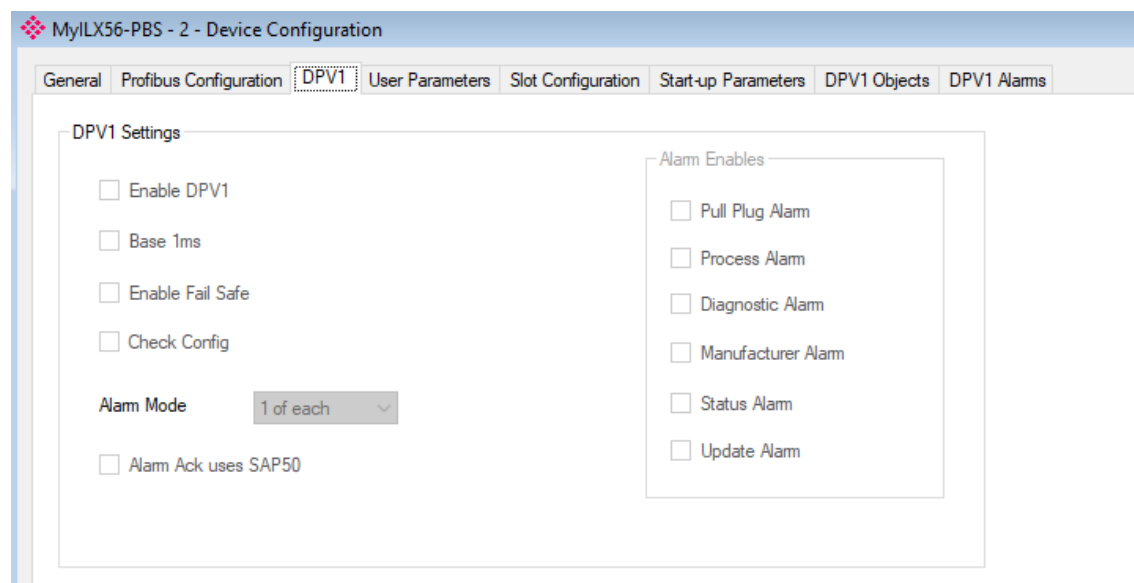 MyILX56-PBS - 2 - Device Configuration
General Profibus Configuration DPV1 User Parameters Slot Configuration Start-up Parameters DPV1 Objects DPV1 Alarms
DPV1 Settings
Enable DPV1
Base 1ms
Enable Fail Safe
Check Config
Alarm Mode 1 of each
Alarm Ack uses SAP50
Alarm Enables
Pull Plug Alarm
Process Alarm
Diagnostic Alarm
Manufacturer Alarm
Status Alarm
Update Alarm